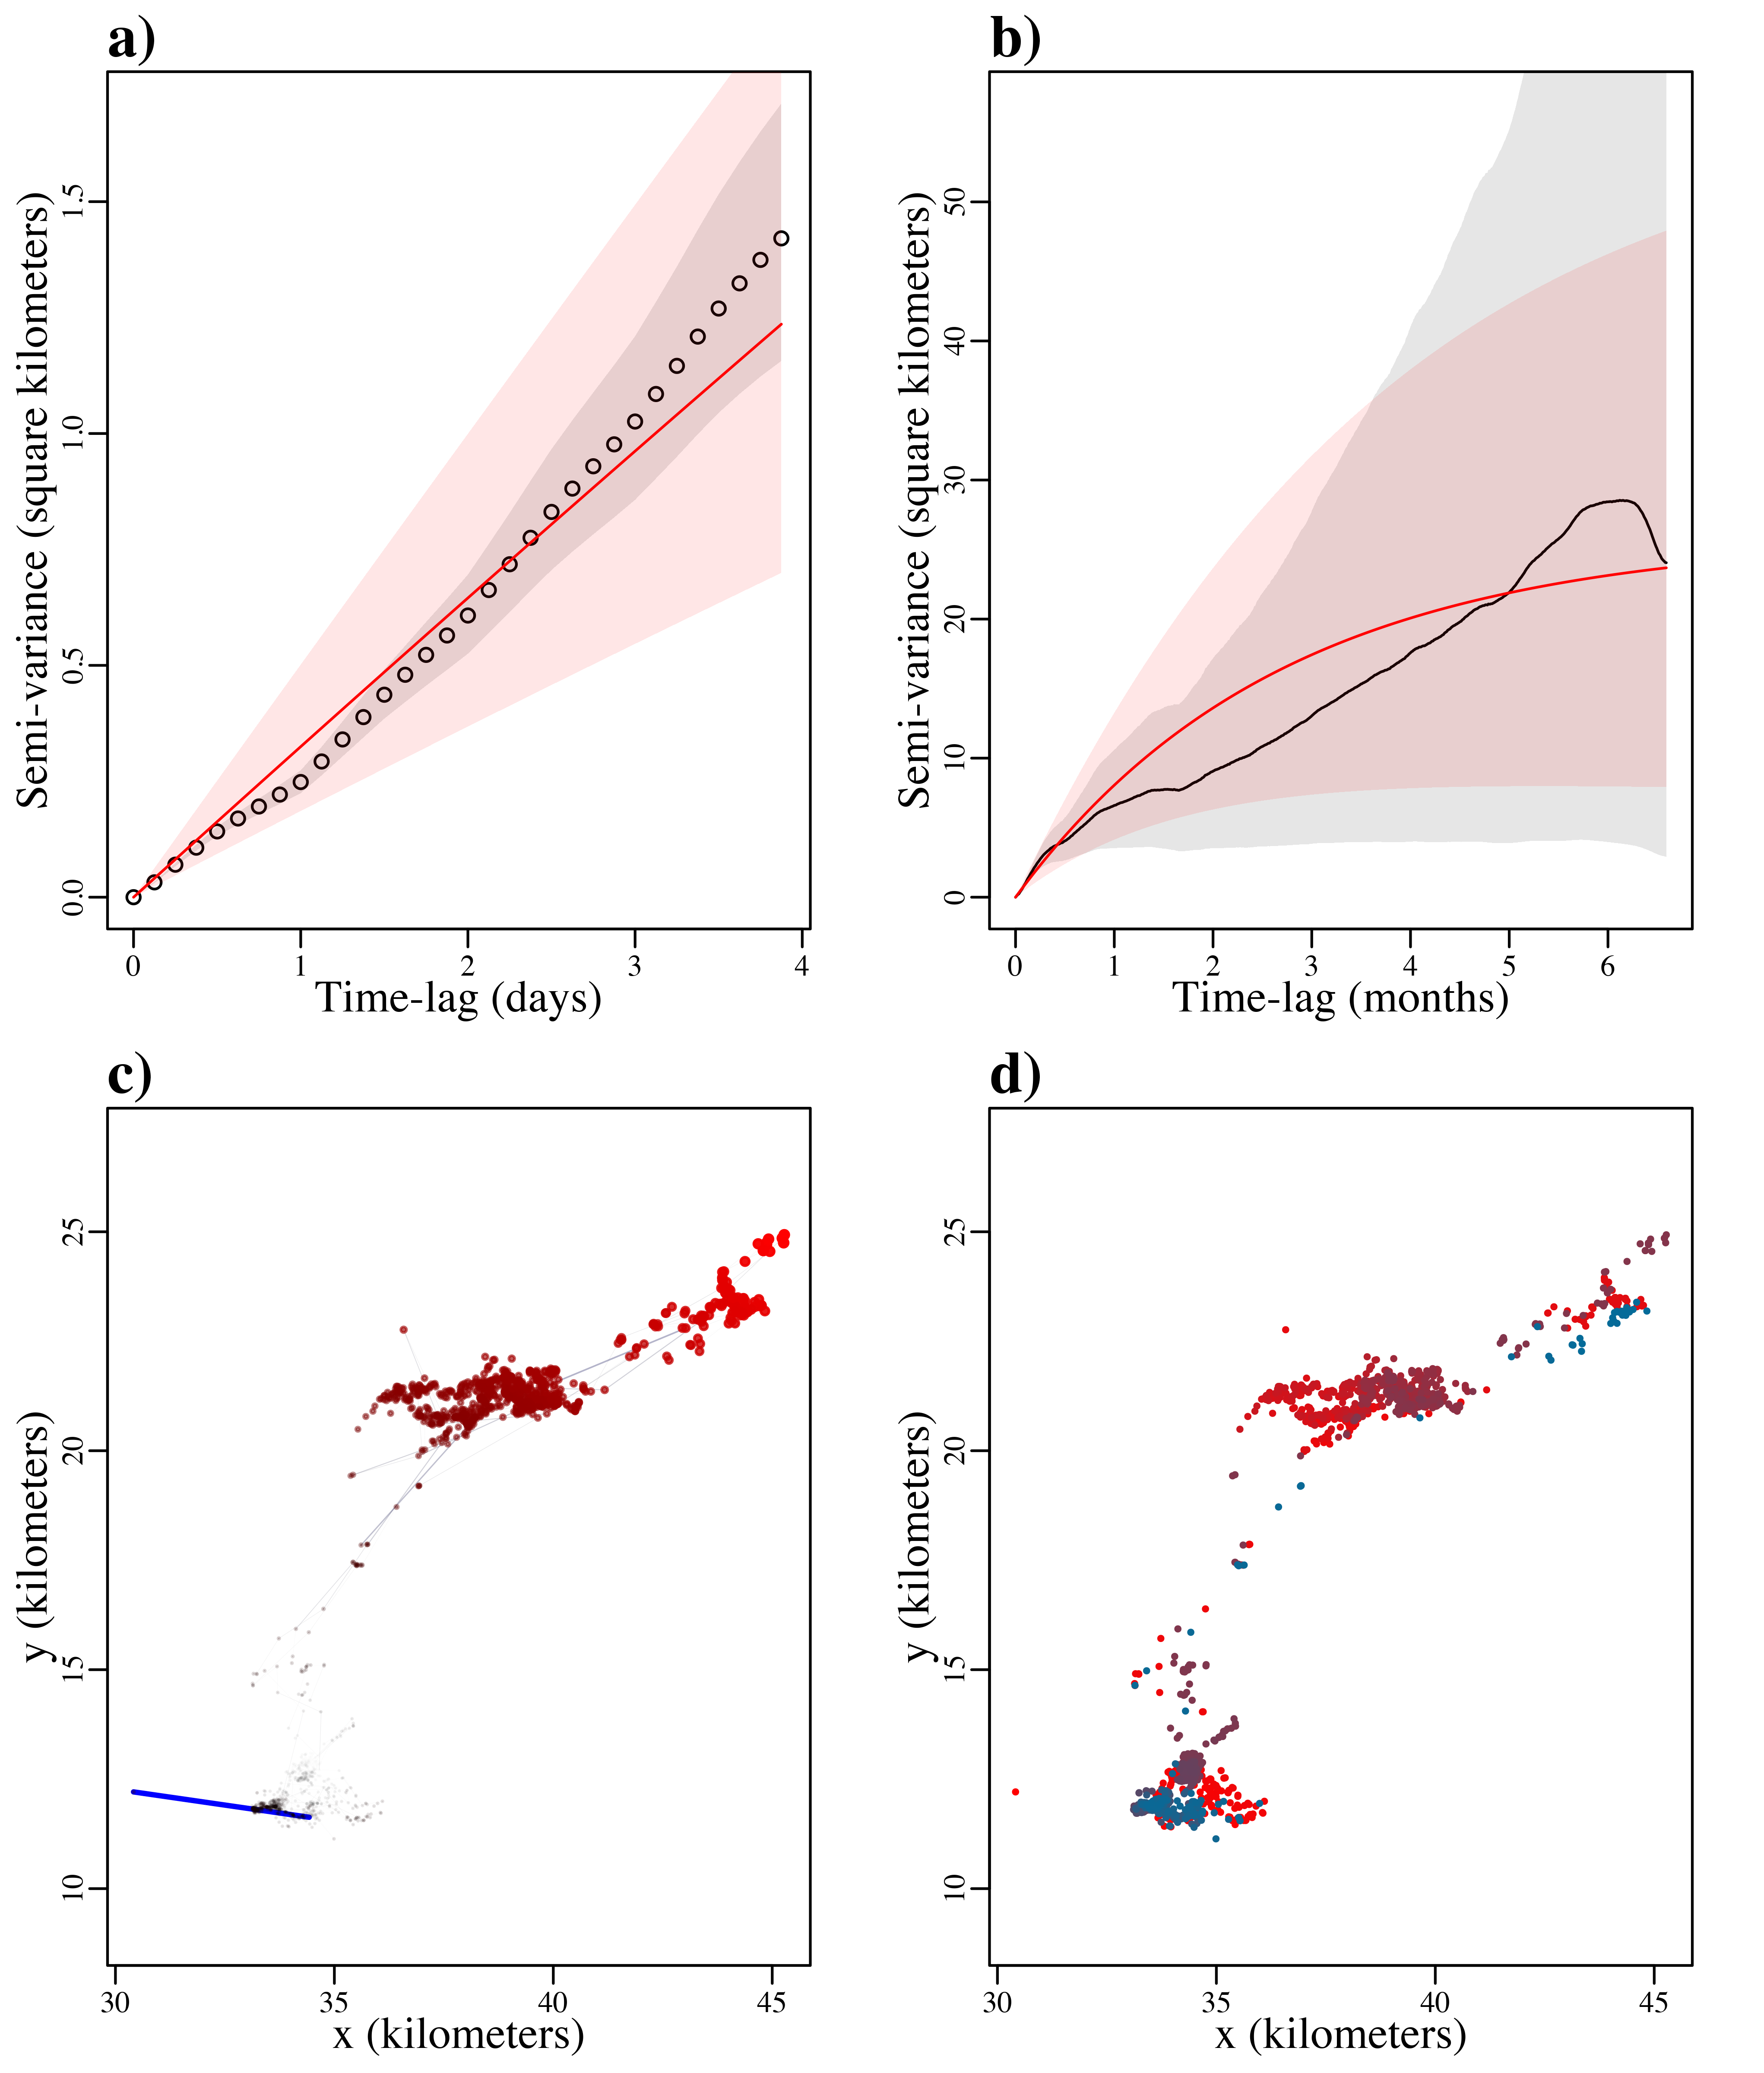 a)
Semi-variance (square kilometers)
1.5
1.0
0.5
0.0
0 1 2 3 4
Time-lag (days)
b)
Semi-variance (square kilometers)
50
40
30
20
10
0
0 1 2 3 4 5 6
Time-lag (months)
c)
y (kilometers)
25
20
15
10
30 35 40 45
x (kilometers)
d)
y (kilometers)
25
20
15
10
30 35 40 45
x (kilometers)